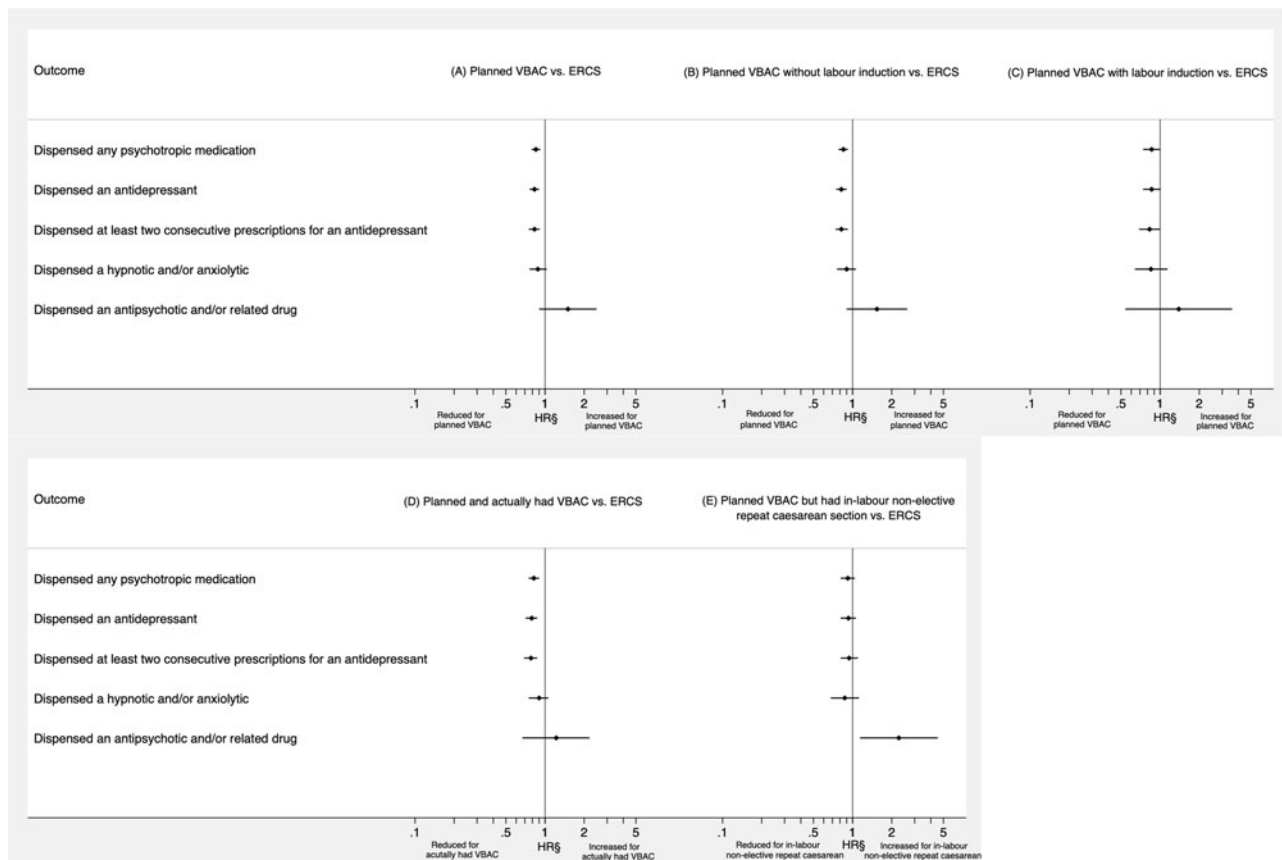 Outcome
(A) Planned VBAC vs. ERCS
(B) Planned VBAC without labour induction vs. ERCS
(C) Planned VBAC with labour induction vs. ERCS
Dispensed any psychotropic medication
Dispensed an antidepressant
Dispensed at least two consecutive prescriptions for an antidepressant
Dispensed a hypnotic and/or anxiolytic
Dispensed an antipsychotic and/or related drug
.1 .5 1 2 5
Reduced for
planned VBAC
HR§
Increased for
planned VBAC
.1 .5 1 2 5
Reduced for
planned VBAC
HR§
Increased for
planned VBAC
.1 .5 1 2 5
Reduced for
planned VBAC
HR§
Increased for
planned VBAC
Outcome
(D) Planned and actually had VBAC vs. ERCS
(E) Planned VBAC but had in-labour non-elective
repeat caesarean section vs. ERCS
Dispensed any psychotropic medication
Dispensed an antidepressant
Dispensed at least two consecutive prescriptions for an antidepressant
Dispensed a hypnotic and/or anxiolytic
Dispensed an antipsychotic and/or related drug
.1 .5 1 2 5
Reduced for
acutally had VBAC
HR§
Increased for
actually had VBAC
.1 .5 1 2 5
Reduced for in-labour
non-elective repeat caesarean
HR§
Increased for in-labour
non-elective repeat caesarean